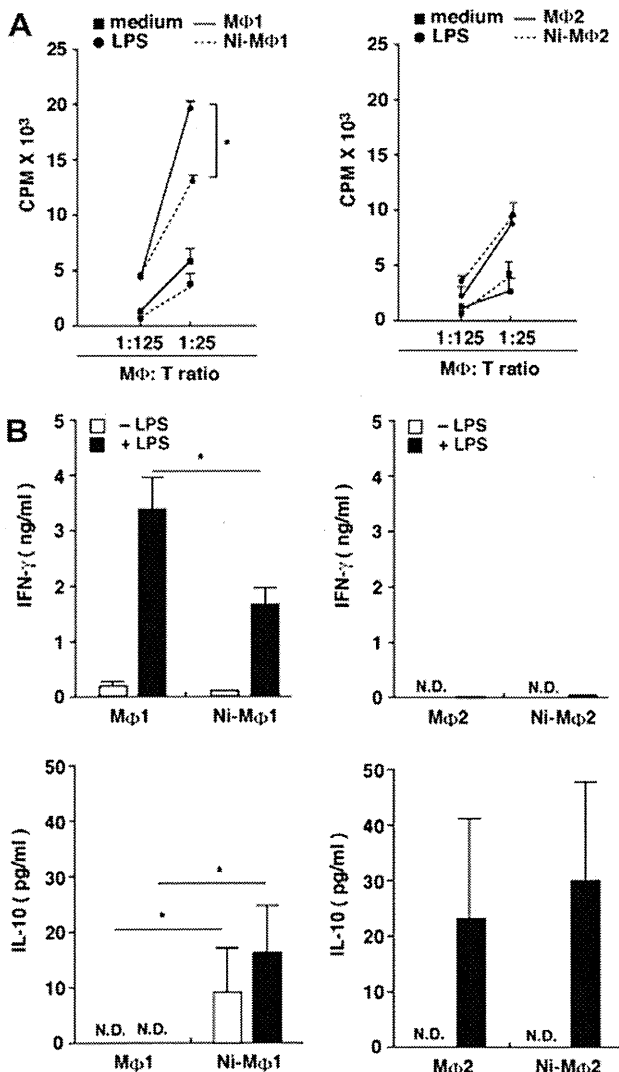 A
medium MΦ1
LPS Ni-MΦ1
CPM X 10³
25
20
15
10
5
0
*
1:125 1:25
MΦ: T ratio
medium MΦ2
LPS Ni-MΦ2
CPM X 10³
25
20
15
10
5
0
1:125 1:25
MΦ: T ratio
B
– LPS
+ LPS
IFN-γ ( ng/ml )
5
4
3
2
1
0
*
MΦ1 Ni-MΦ1
– LPS
+ LPS
IFN-γ ( ng/ml )
5
4
3
2
1
0
N.D. N.D.
MΦ2 Ni-MΦ2
IL-10 ( pg/ml )
50
40
30
20
10
0
*
*
N.D. N.D.
MΦ1 Ni-MΦ1
IL-10 ( pg/ml )
50
40
30
20
10
0
N.D. N.D.
MΦ2 Ni-MΦ2